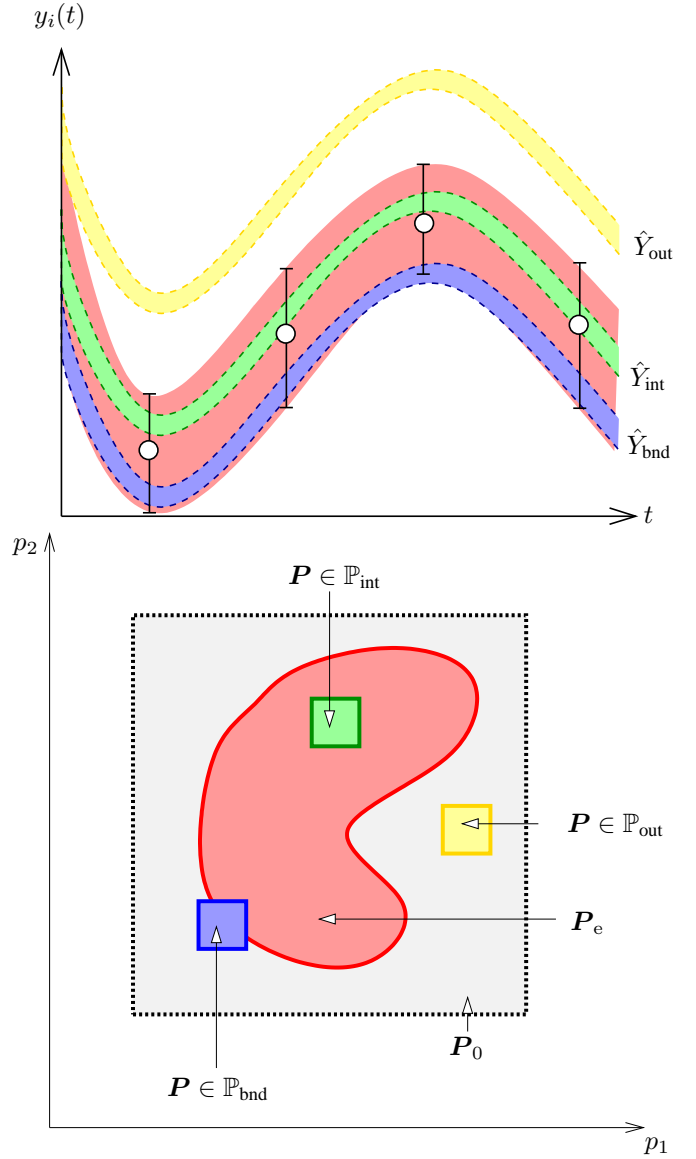 y_i(t)
Ŷ_out
Ŷ_int
Ŷ_bnd
t
p_2
P ∈ ℙ_int
P ∈ ℙ_out
P_e
P_0
P ∈ ℙ_bnd
p_1